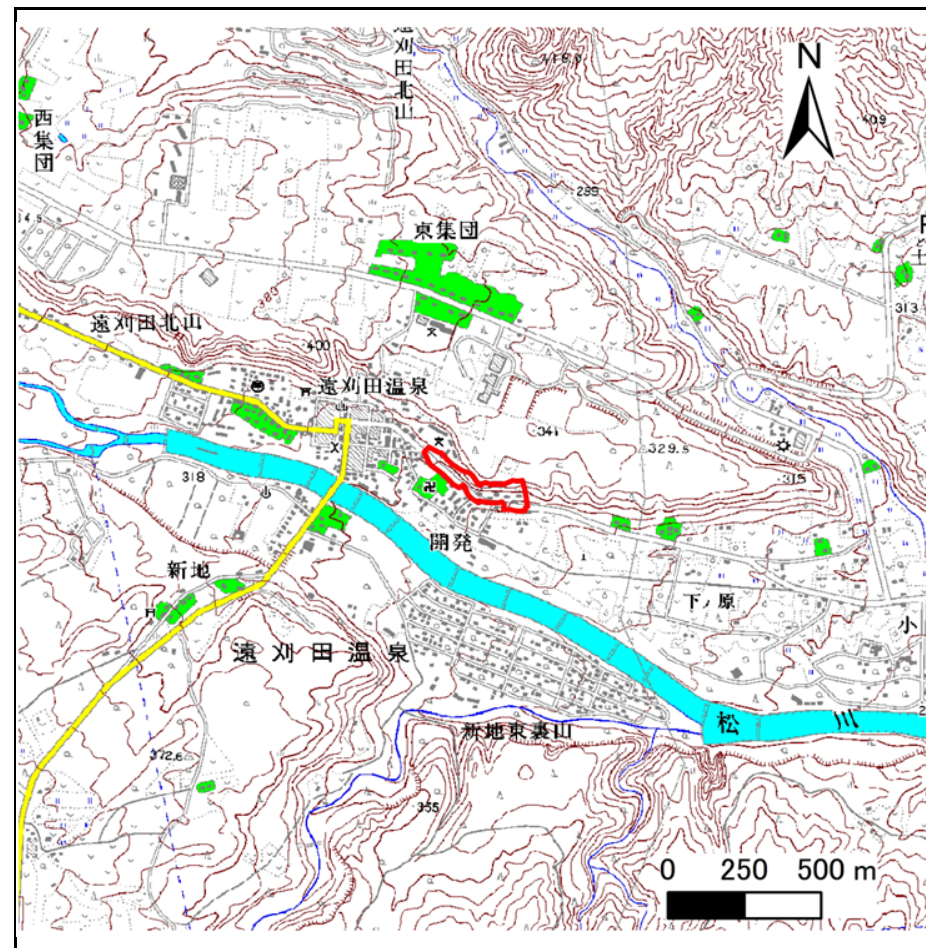 遠刈田北山
西集団
N
409
289
東集団
313
380
遠刈田北山
400
遠刈田温泉
341
329.5
315
318
開発
新地
下ノ原
小
遠刈田温泉
松川
新地東裏山
372.6
355
0 250 500 m